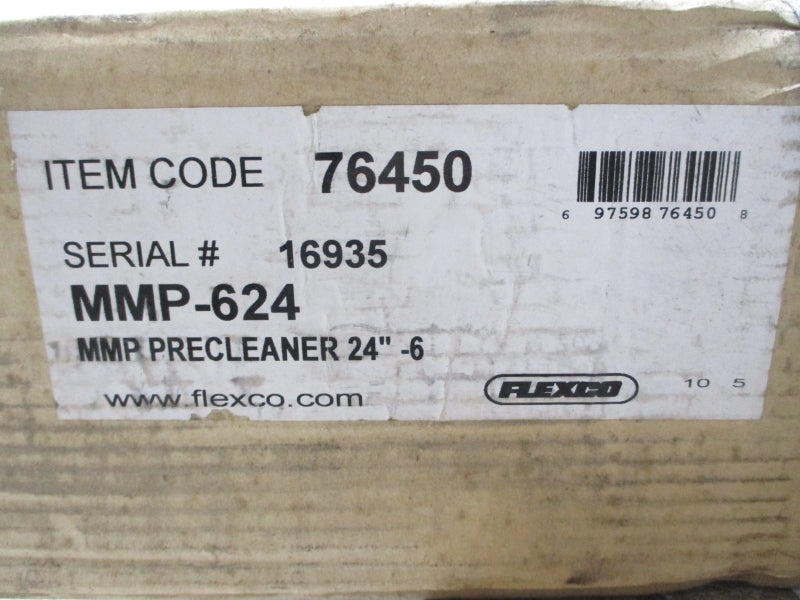 ITEM CODE 76450
6 97598 76450 8
SERIAL # 16935
MMP-624
MMP PRECLEANER 24" -6
www.flexco.com
FLEXCO
10 5